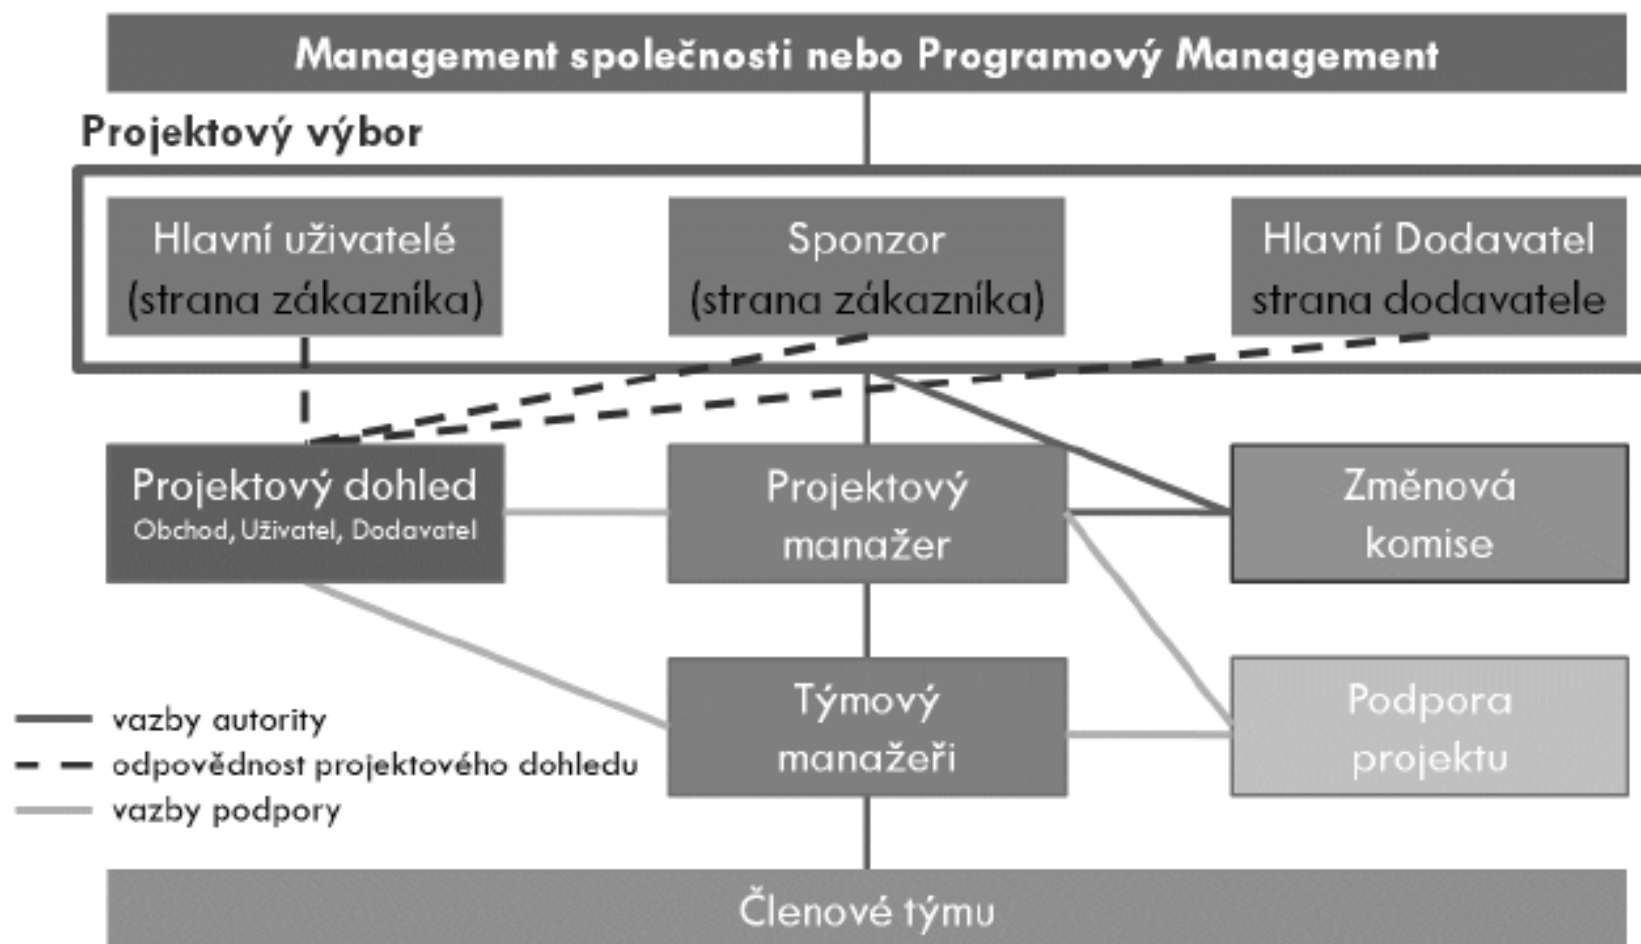 Management společnosti nebo Programový Management
Projektový výbor
Hlavní uživatelé
(strana zákazníka)
Sponzor
(strana zákazníka)
Hlavní Dodavatel
strana dodavatele
Projektový dohled
Obchod, Uživatel, Dodavatel
Projektový
manažer
Změnová
komise
Týmový
manažeři
Podpora
projektu
vazby autority
odpovědnost projektového dohledu
vazby podpory
Členové týmu